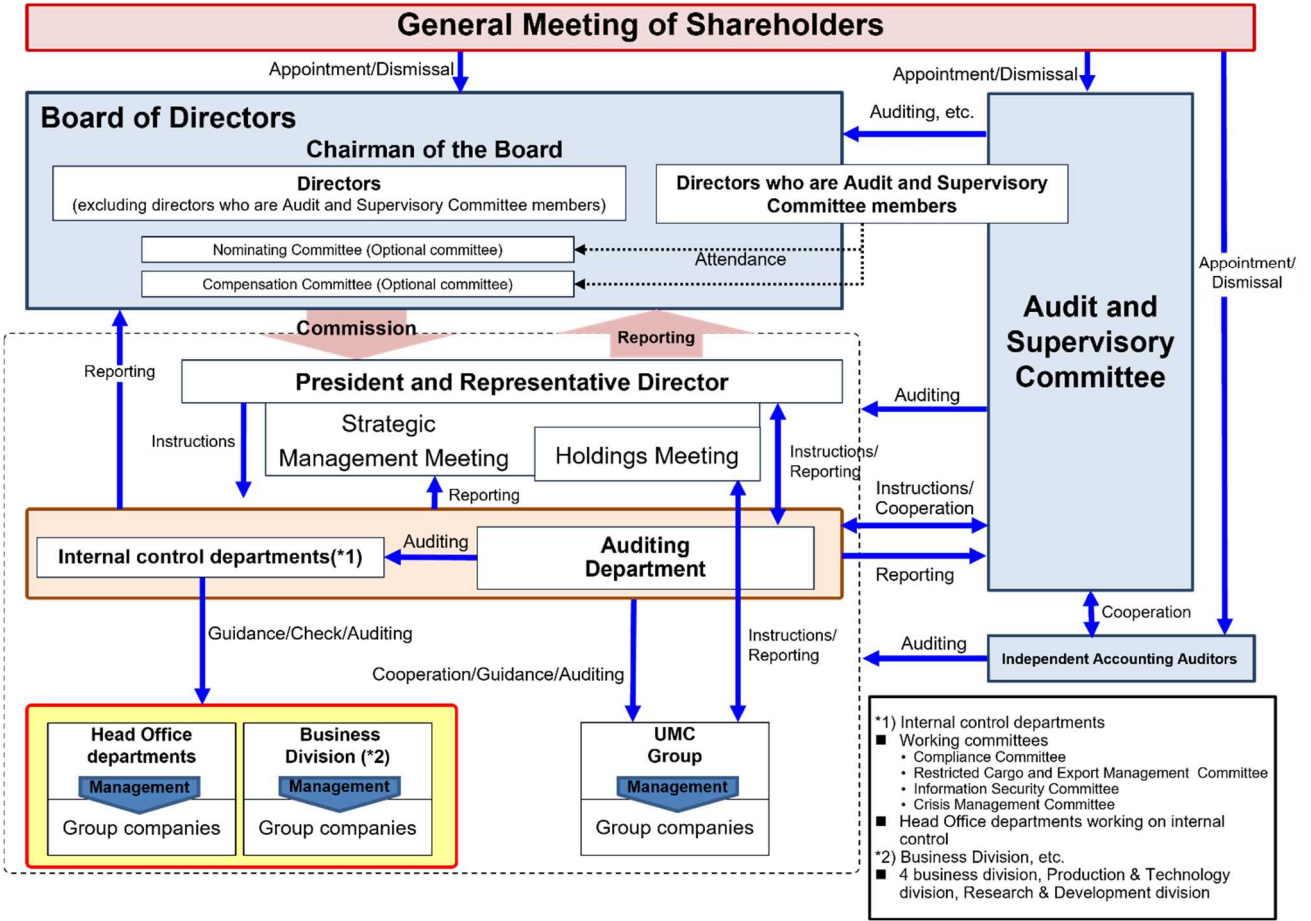 General Meeting of Shareholders
Appointment/Dismissal
Appointment/Dismissal
Board of Directors
Auditing, etc.
Chairman of the Board
Directors
(excluding directors who are Audit and Supervisory Committee members)
Directors who are Audit and Supervisory
Committee members
Nominating Committee (Optional committee)
Attendance
Compensation Committee (Optional committee)
Appointment/
Dismissal
Audit and
Supervisory
Committee
Commission
Reporting
Reporting
President and Representative Director
Auditing
Instructions
Strategic
Management Meeting
Holdings Meeting
Instructions/
Reporting
Reporting
Instructions/
Cooperation
Internal control departments(*1)
Auditing
Auditing
Department
Reporting
Cooperation
Guidance/Check/Auditing
Cooperation/Guidance/Auditing
Instructions/
Reporting
Auditing
Independent Accounting Auditors
Head Office
departments
Management
Group companies
Business
Division (*2)
Management
Group companies
UMC
Group
Management
Group companies
*1) Internal control departments
■ Working committees
・ Compliance Committee
・ Restricted Cargo and Export Management Committee
・ Information Security Committee
・ Crisis Management Committee
■ Head Office departments working on internal
control
*2) Business Division, etc.
■ 4 business division, Production & Technology
division, Research & Development division